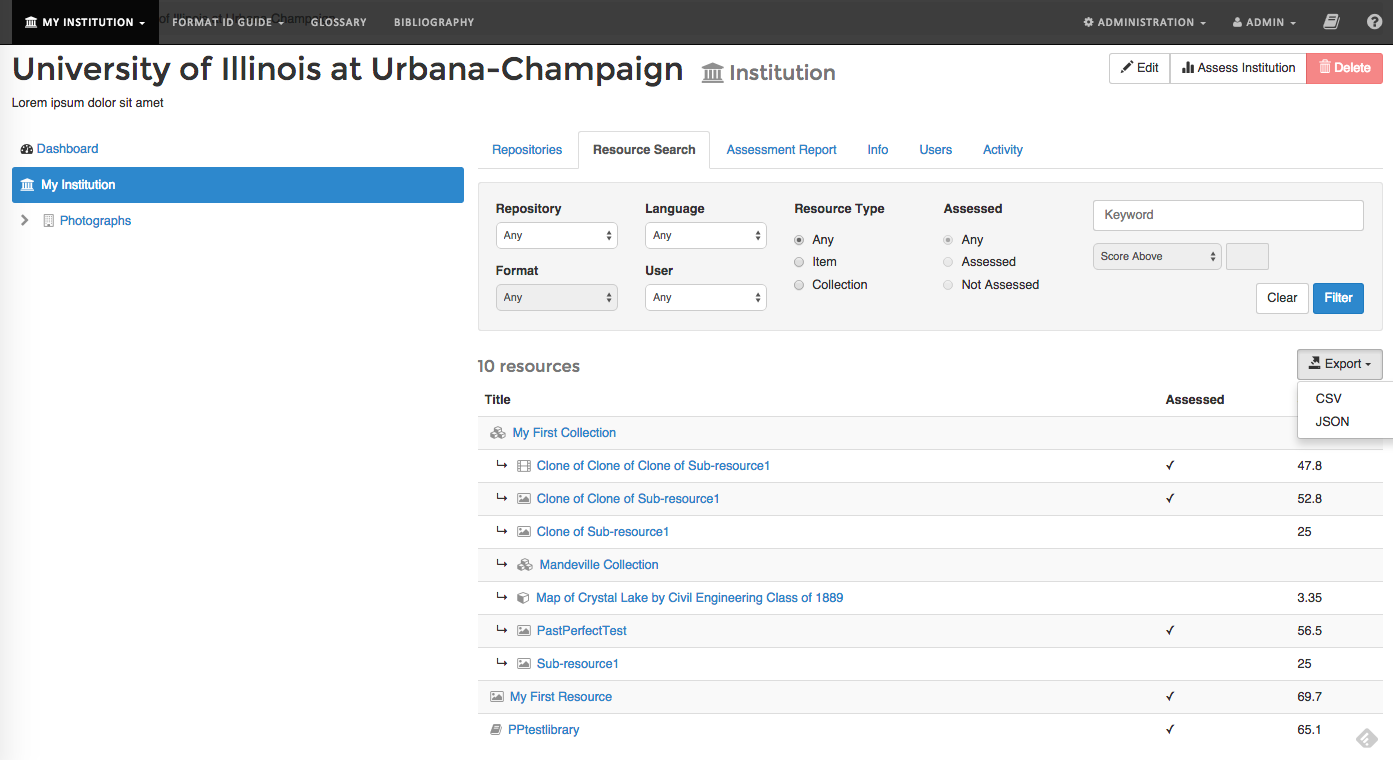 MY INSTITUTION FORMAT ID GUIDE GLOSSARY BIBLIOGRAPHY ADMINISTRATION ADMIN
of Illinois at Urbana-Champaign
University of Illinois at Urbana-Champaign Institution Edit Assess Institution Delete
Lorem ipsum dolor sit amet
Dashboard
My Institution
Photographs
Repositories Resource Search Assessment Report Info Users Activity
Repository Language Resource Type Assessed Keyword
Any Any Any Any
Item Assessed Score Above
Format User Collection Not Assessed
Any Any Clear Filter
10 resources Export
CSV
JSON
Title Assessed
My First Collection
Clone of Clone of Clone of Sub-resource1 ✓ 47.8
Clone of Clone of Sub-resource1 ✓ 52.8
Clone of Sub-resource1 25
Mandeville Collection
Map of Crystal Lake by Civil Engineering Class of 1889 3.35
PastPerfectTest ✓ 56.5
Sub-resource1 25
My First Resource ✓ 69.7
PPtestlibrary ✓ 65.1